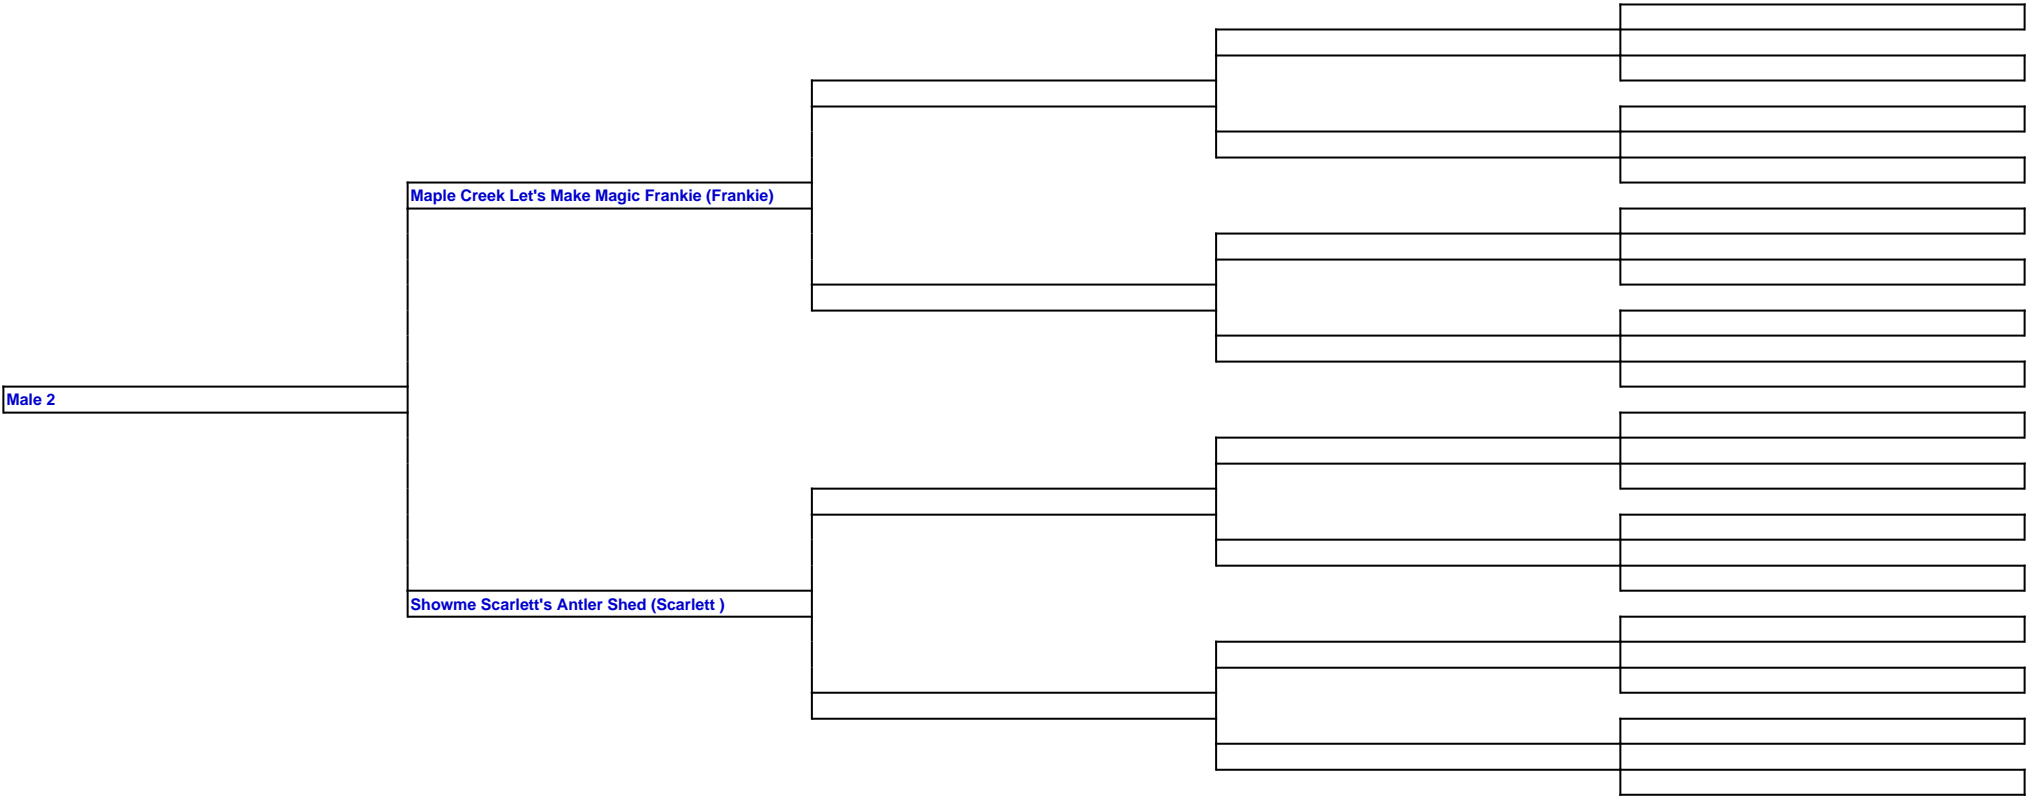 Maple Creek Let's Make Magic Frankie (Frankie)
Male 2
Showme Scarlett's Antler Shed (Scarlett )